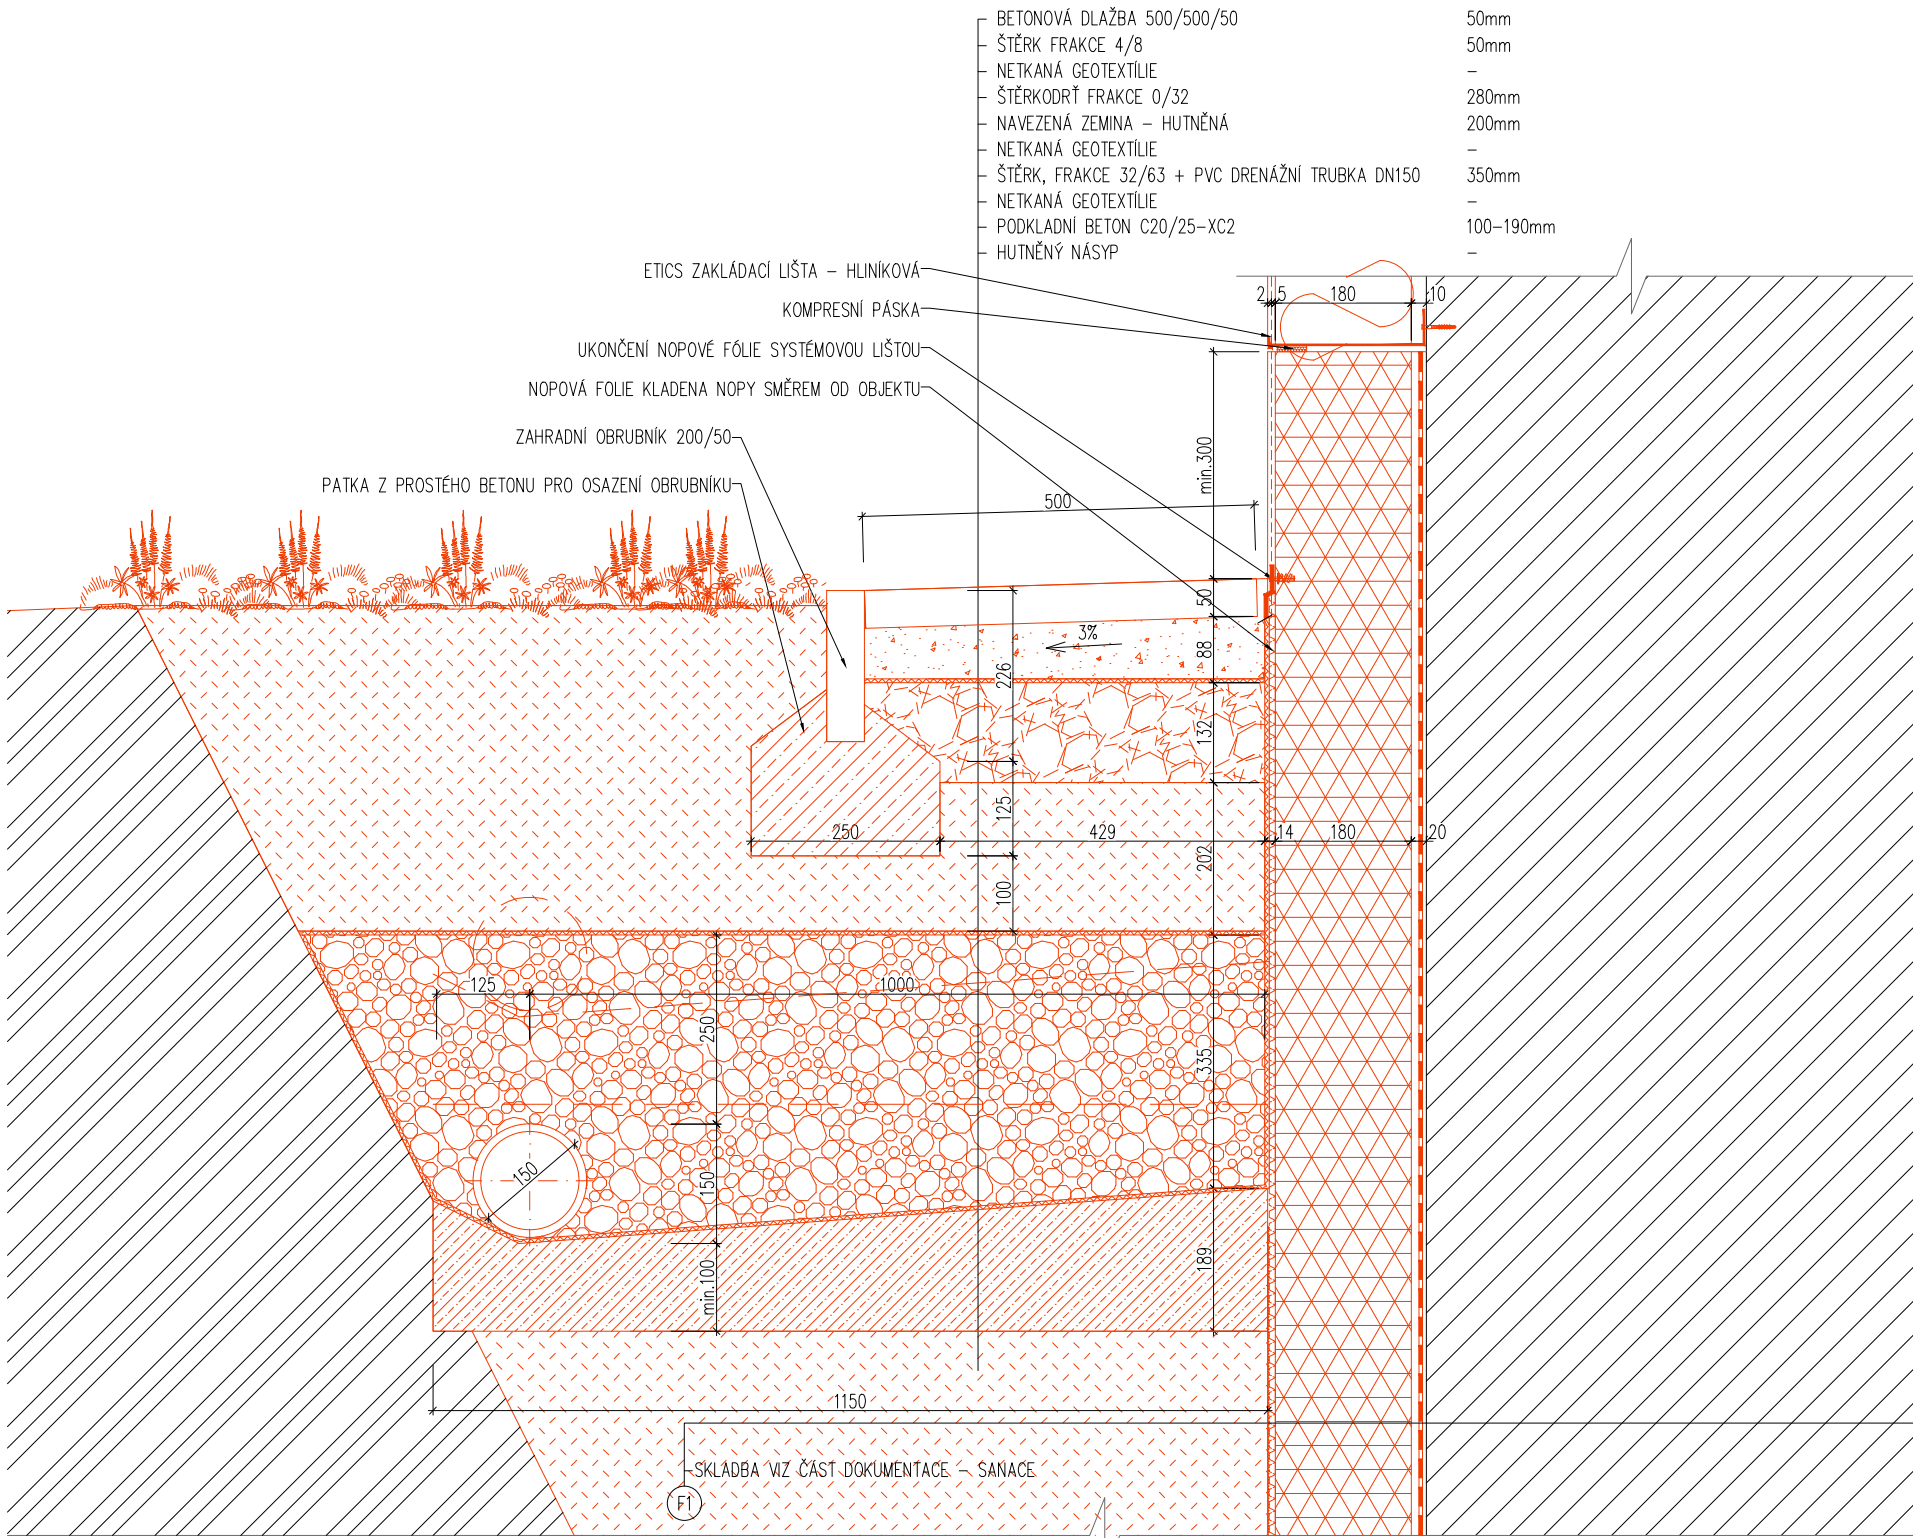 BETONOVÁ DLAŽBA 500/500/50 50mm
ŠTĚRK FRAKCE 4/8 50mm
NETKANÁ GEOTEXTÍLIE –
ŠTĚRKODRŤ FRAKCE 0/32 280mm
NAVEZENÁ ZEMINA – HUTNĚNÁ 200mm
NETKANÁ GEOTEXTÍLIE –
ŠTĚRK, FRAKCE 32/63 + PVC DRENÁŽNÍ TRUBKA DN150 350mm
NETKANÁ GEOTEXTÍLIE –
PODKLADNÍ BETON C20/25-XC2 100-190mm
HUTNĚNÝ NÁSYP –
ETICS ZAKLÁDACÍ LIŠTA – HLINÍKOVÁ
KOMPRESNÍ PÁSKA
UKONČENÍ NOPOVÉ FÓLIE SYSTÉMOVOU LIŠTOU
NOPOVÁ FOLIE KLADENA NOPY SMĚREM OD OBJEKTU
ZAHRADNÍ OBRUBNÍK 200/50
PATKA Z PROSTÉHO BETONU PRO OSAZENÍ OBRUBNÍKU
2 5 180 10
min.300
500
50
3%
88
226
132
125
250 429 14 180 20
202
100
125 1000
250
335
150
150
189
min.100
1150
SKLADBA VIZ ČÁST DOKUMENTACE – SANACE
F1